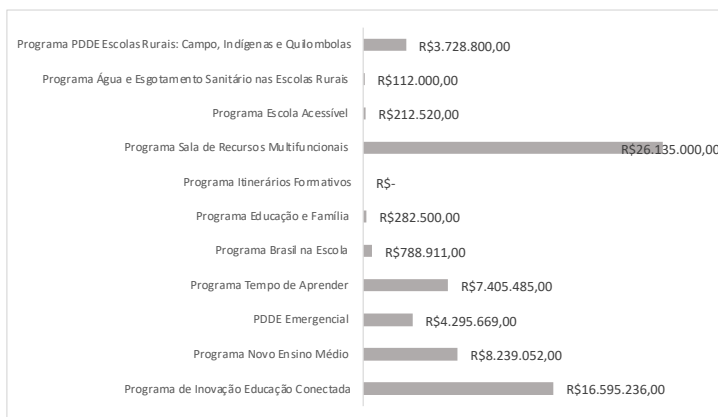 Programa PDDE Escolas Rurais: Campo, Indígenas e Quilombolas R$3.728.800,00
Programa Água e Esgotamento Sanitário nas Escolas Rurais R$112.000,00
Programa Escola Acessível R$212.520,00
Programa Sala de Recursos Multifuncionais R$26.135.000,00
Programa Itinerários Formativos R$-
Programa Educação e Família R$282.500,00
Programa Brasil na Escola R$788.911,00
Programa Tempo de Aprender R$7.405.485,00
PDDE Emergencial R$4.295.669,00
Programa Novo Ensino Médio R$8.239.052,00
Programa de Inovação Educação Conectada R$16.595.236,00